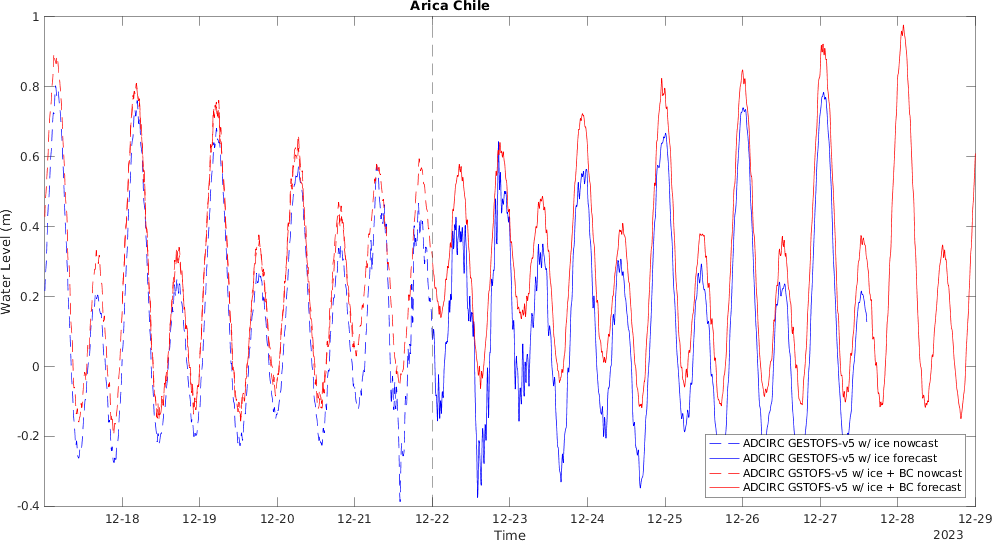 Arica Chile
1
0.8
0.6
0.4
0.2
0
-0.2
-0.4
Water Level (m)
ADCIRC GESTOFS-v5 w/ ice nowcast
ADCIRC GESTOFS-v5 w/ ice forecast
ADCIRC GSTOFS-v5 w/ ice + BC nowcast
ADCIRC GSTOFS-v5 w/ ice + BC forecast
12-18 12-19 12-20 12-21 12-22 12-23 12-24 12-25 12-26 12-27 12-28 12-29
Time
2023